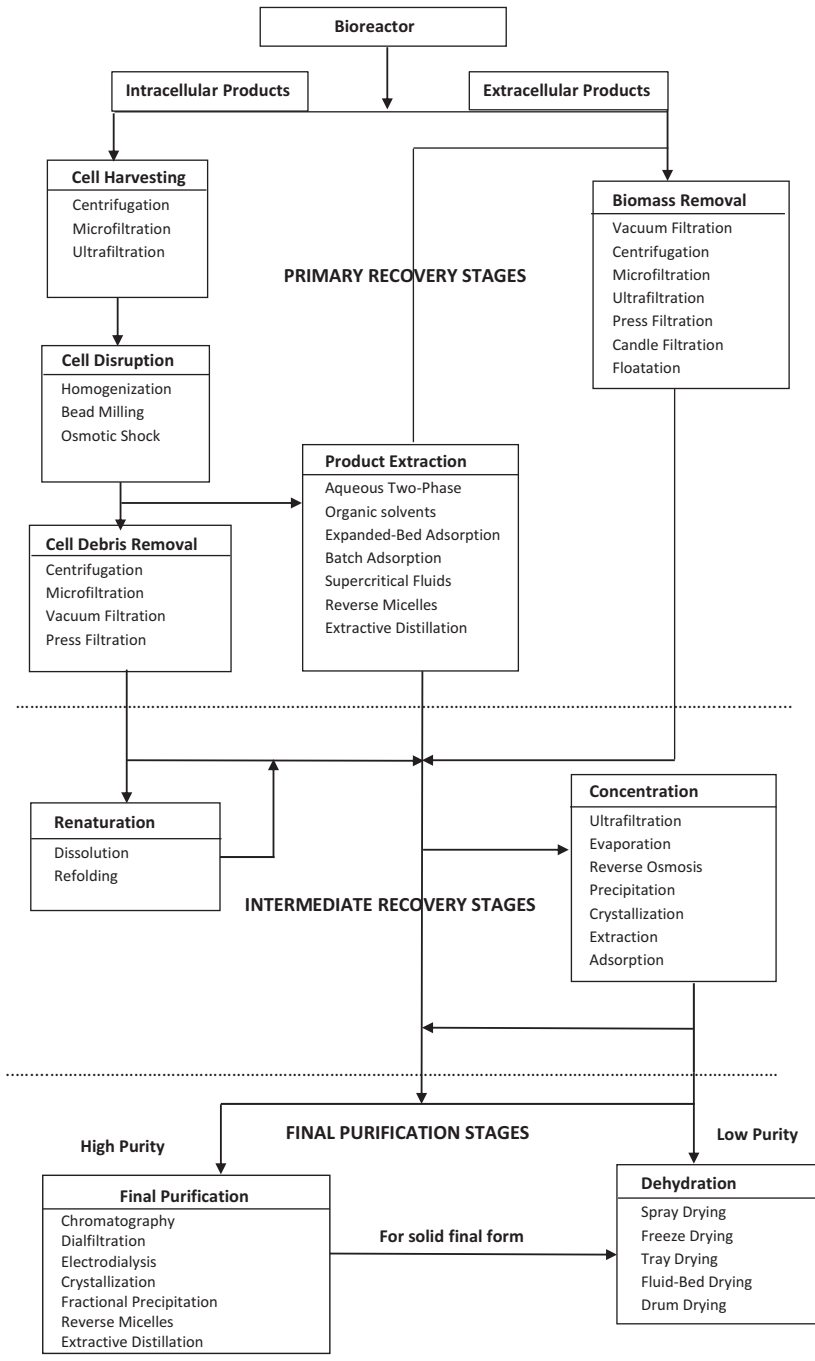 Bioreactor
Intracellular Products
Extracellular Products
Cell Harvesting
Centrifugation
Microfiltration
Ultrafiltration
Biomass Removal
Vacuum Filtration
Centrifugation
Microfiltration
Ultrafiltration
Press Filtration
Candle Filtration
Floatation
PRIMARY RECOVERY STAGES
Cell Disruption
Homogenization
Bead Milling
Osmotic Shock
Product Extraction
Aqueous Two-Phase
Organic solvents
Expanded-Bed Adsorption
Batch Adsorption
Supercritical Fluids
Reverse Micelles
Extractive Distillation
Cell Debris Removal
Centrifugation
Microfiltration
Vacuum Filtration
Press Filtration
Renaturation
Dissolution
Refolding
Concentration
Ultrafiltration
Evaporation
Reverse Osmosis
Precipitation
Crystallization
Extraction
Adsorption
INTERMEDIATE RECOVERY STAGES
FINAL PURIFICATION STAGES
High Purity
Low Purity
Final Purification
Chromatography
Dialfiltration
Electrodialysis
Crystallization
Fractional Precipitation
Reverse Micelles
Extractive Distillation
For solid final form
Dehydration
Spray Drying
Freeze Drying
Tray Drying
Fluid-Bed Drying
Drum Drying